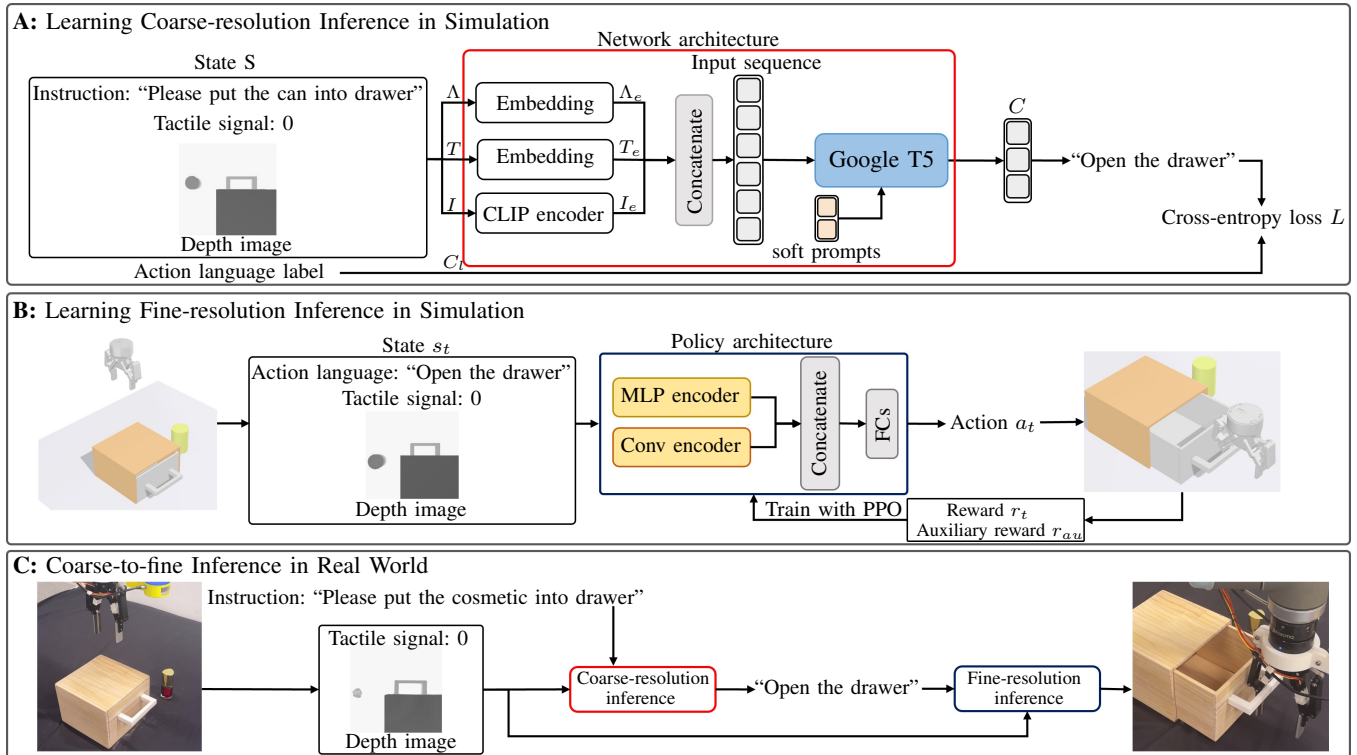 A: Learning Coarse-resolution Inference in Simulation
Network architecture
State S
Input sequence
Instruction: “Please put the can into drawer”
Tactile signal: 0
Depth image
Λ
Embedding
Λe
T
Embedding
Te
I
CLIP encoder
Ie
Concatenate
Google T5
soft prompts
C
“Open the drawer”
Cross-entropy loss L
Action language label
Cl
B: Learning Fine-resolution Inference in Simulation
State st
Action language: “Open the drawer”
Tactile signal: 0
Depth image
Policy architecture
MLP encoder
Conv encoder
Concatenate
FCs
Action at
Train with PPO
Reward rt
Auxiliary reward rau
C: Coarse-to-fine Inference in Real World
Instruction: “Please put the cosmetic into drawer”
Tactile signal: 0
Depth image
Coarse-resolution
inference
“Open the drawer”
Fine-resolution
inference